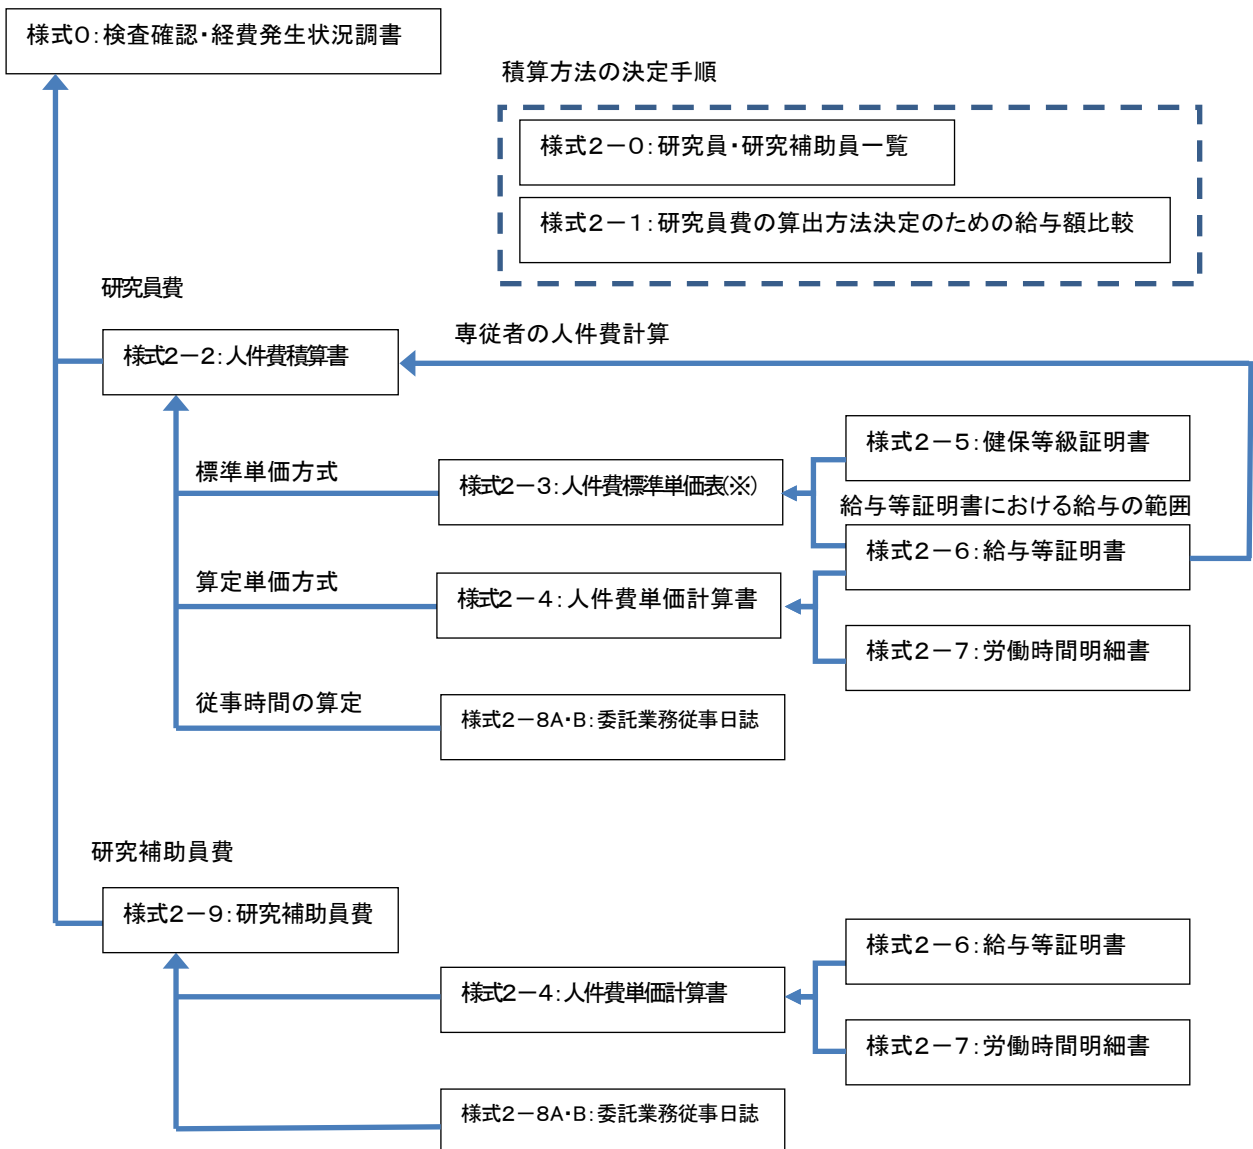 様式0：検査確認・経費発生状況調書
積算方法の決定手順
様式２－０：研究員・研究補助員一覧
様式２－１：研究員費の算出方法決定のための給与額比較
研究員費
専従者の人件費計算
様式２－２：人件費積算書
様式２－５：健保等級証明書
標準単価方式
様式２－３：人件費標準単価表(※)
給与等証明書における給与の範囲
様式２－６：給与等証明書
算定単価方式
様式２－４：人件費単価計算書
様式２－７：労働時間明細書
従事時間の算定
様式２－８A・B：委託業務従事日誌
研究補助員費
様式２－９：研究補助員費
様式２－６：給与等証明書
様式２－４：人件費単価計算書
様式２－７：労働時間明細書
様式２－８A・B：委託業務従事日誌